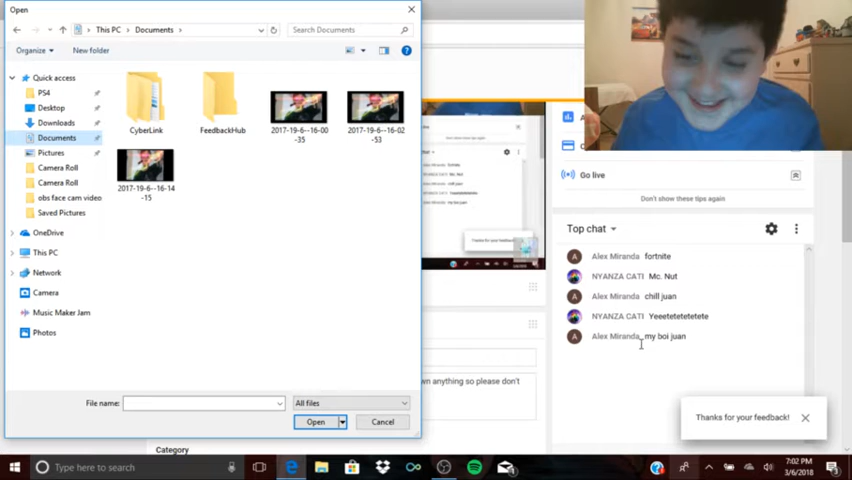 Open
This PC > Documents >
Search Documents
Organize
New folder
Quick access
PS4
Desktop
Downloads
Documents
Pictures
Camera Roll
Camera Roll
obs face cam video
Saved Pictures
OneDrive
This PC
Network
Camera
Music Maker Jam
Photos
CyberLink
FeedbackHub
2017-19-6--16-00-35
2017-19-6--16-02-53
2017-19-6--16-14-15
File name:
All files
Open
Cancel
Go live
Don't show these tips again
Top chat
Alex Miranda fortnite
NYANZA CATI Mc. Nut
Alex Miranda chill juan
NYANZA CATI Yeeetetetetete
Alex Miranda my boi juan
wn anything so please don't
Thanks for your feedback!
Category
Type here to search
7:02 PM
3/6/2018